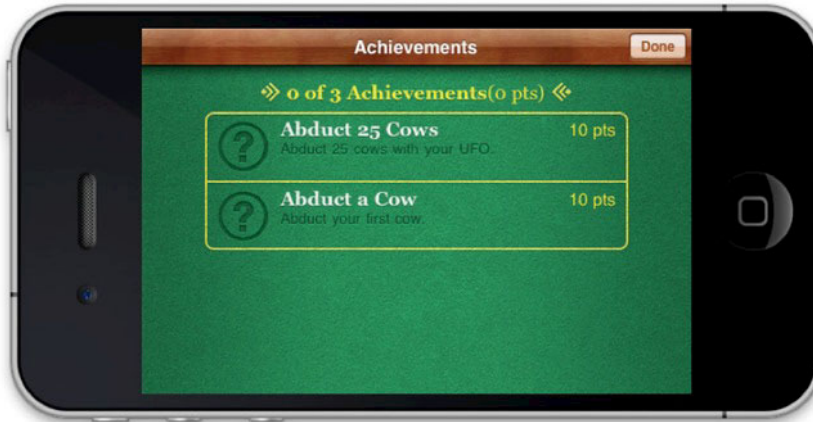 Achievements
Done
0 of 3 Achievements(0 pts)
Abduct 25 Cows
10 pts
Abduct 25 cows with your UFO.
Abduct a Cow
10 pts
Abduct your first cow.